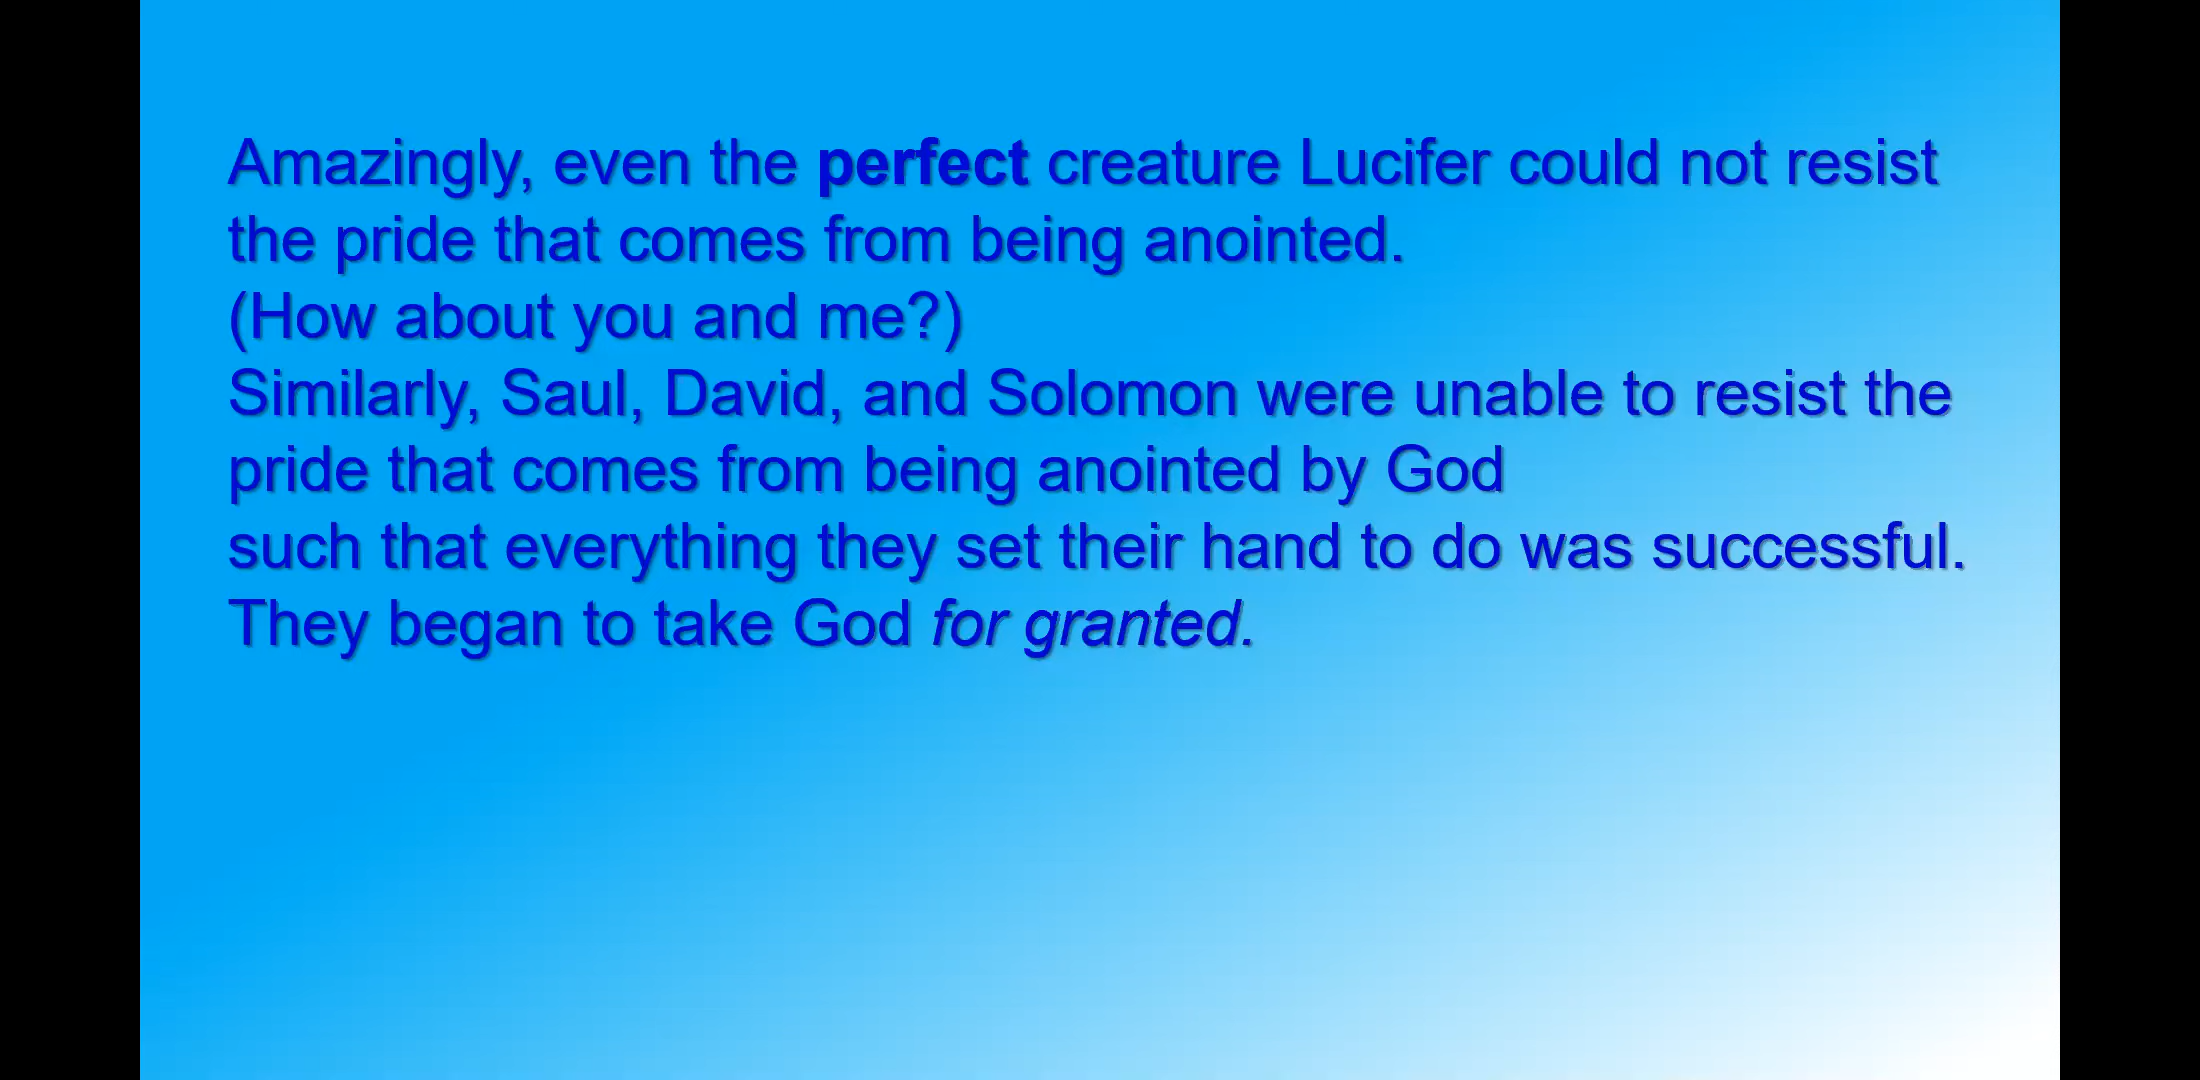 Amazingly, even the perfect creature Lucifer could not resist
the pride that comes from being anointed.
(How about you and me?)
Similarly, Saul, David, and Solomon were unable to resist the
pride that comes from being anointed by God
such that everything they set their hand to do was successful.
They began to take God for granted.